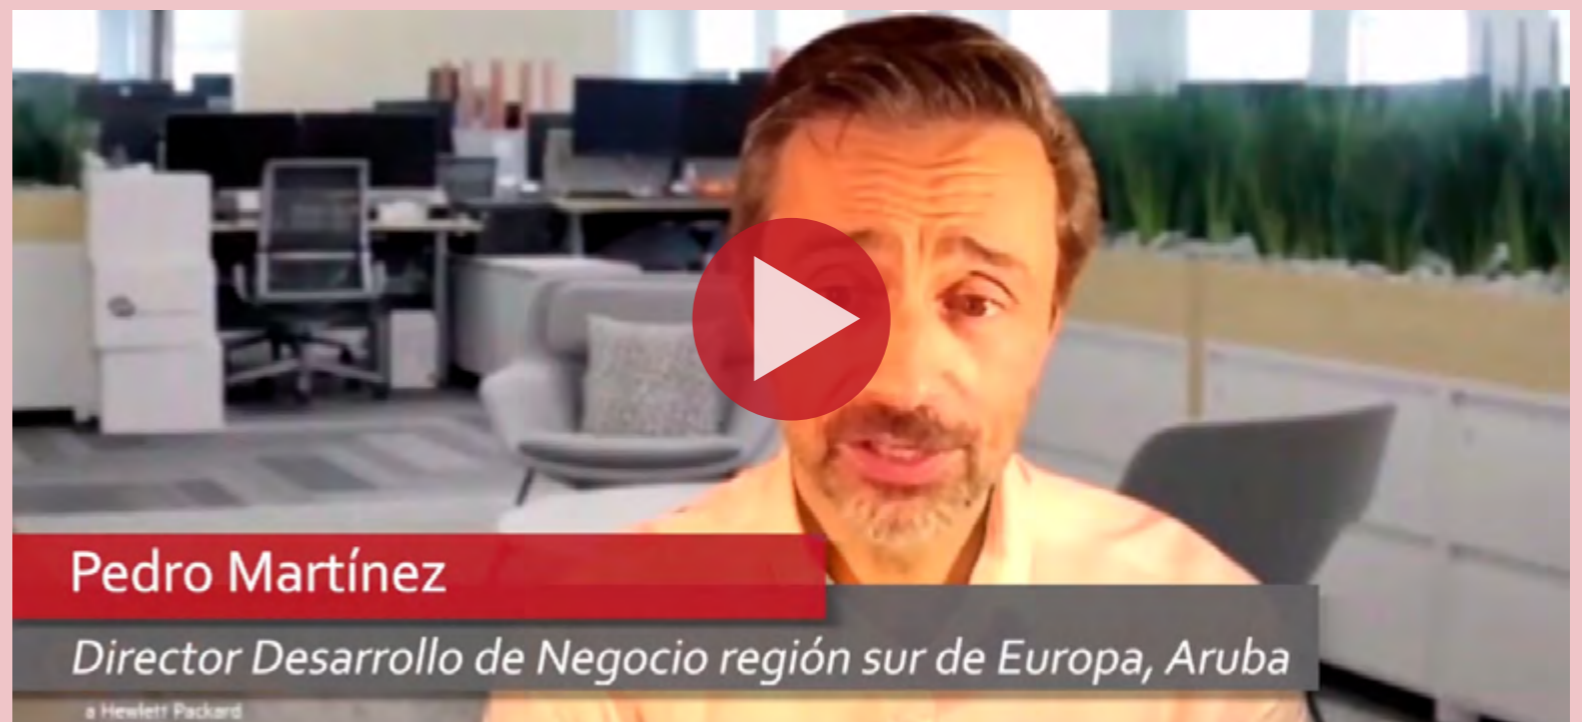 Pedro Martínez
Director Desarrollo de Negocio región sur de Europa, Aruba
a Hewlett Packard